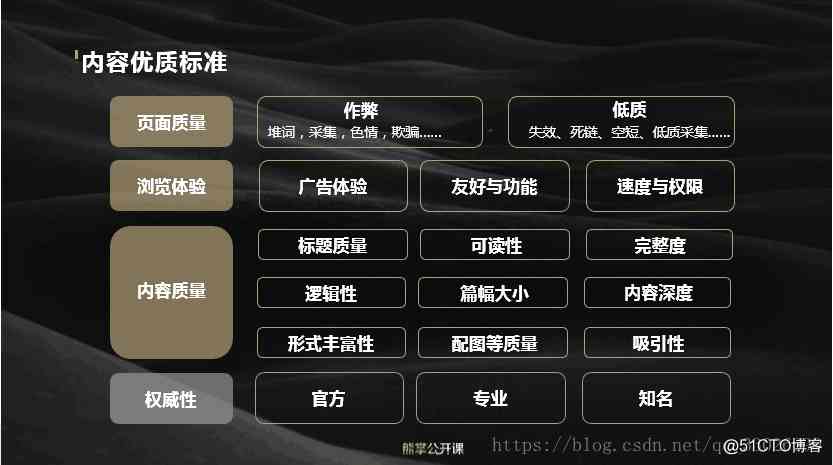 内容优质标准
页面质量
作弊
堆词，采集，色情，欺骗......
低质
失效、死链、空短、低质采集......
浏览体验
广告体验
友好与功能
速度与权限
内容质量
标题质量
可读性
完整度
逻辑性
篇幅大小
内容深度
形式丰富性
配图等质量
吸引性
权威性
官方
专业
知名
熊掌公开课
https://blog.csdn.net/
@51CTO博客